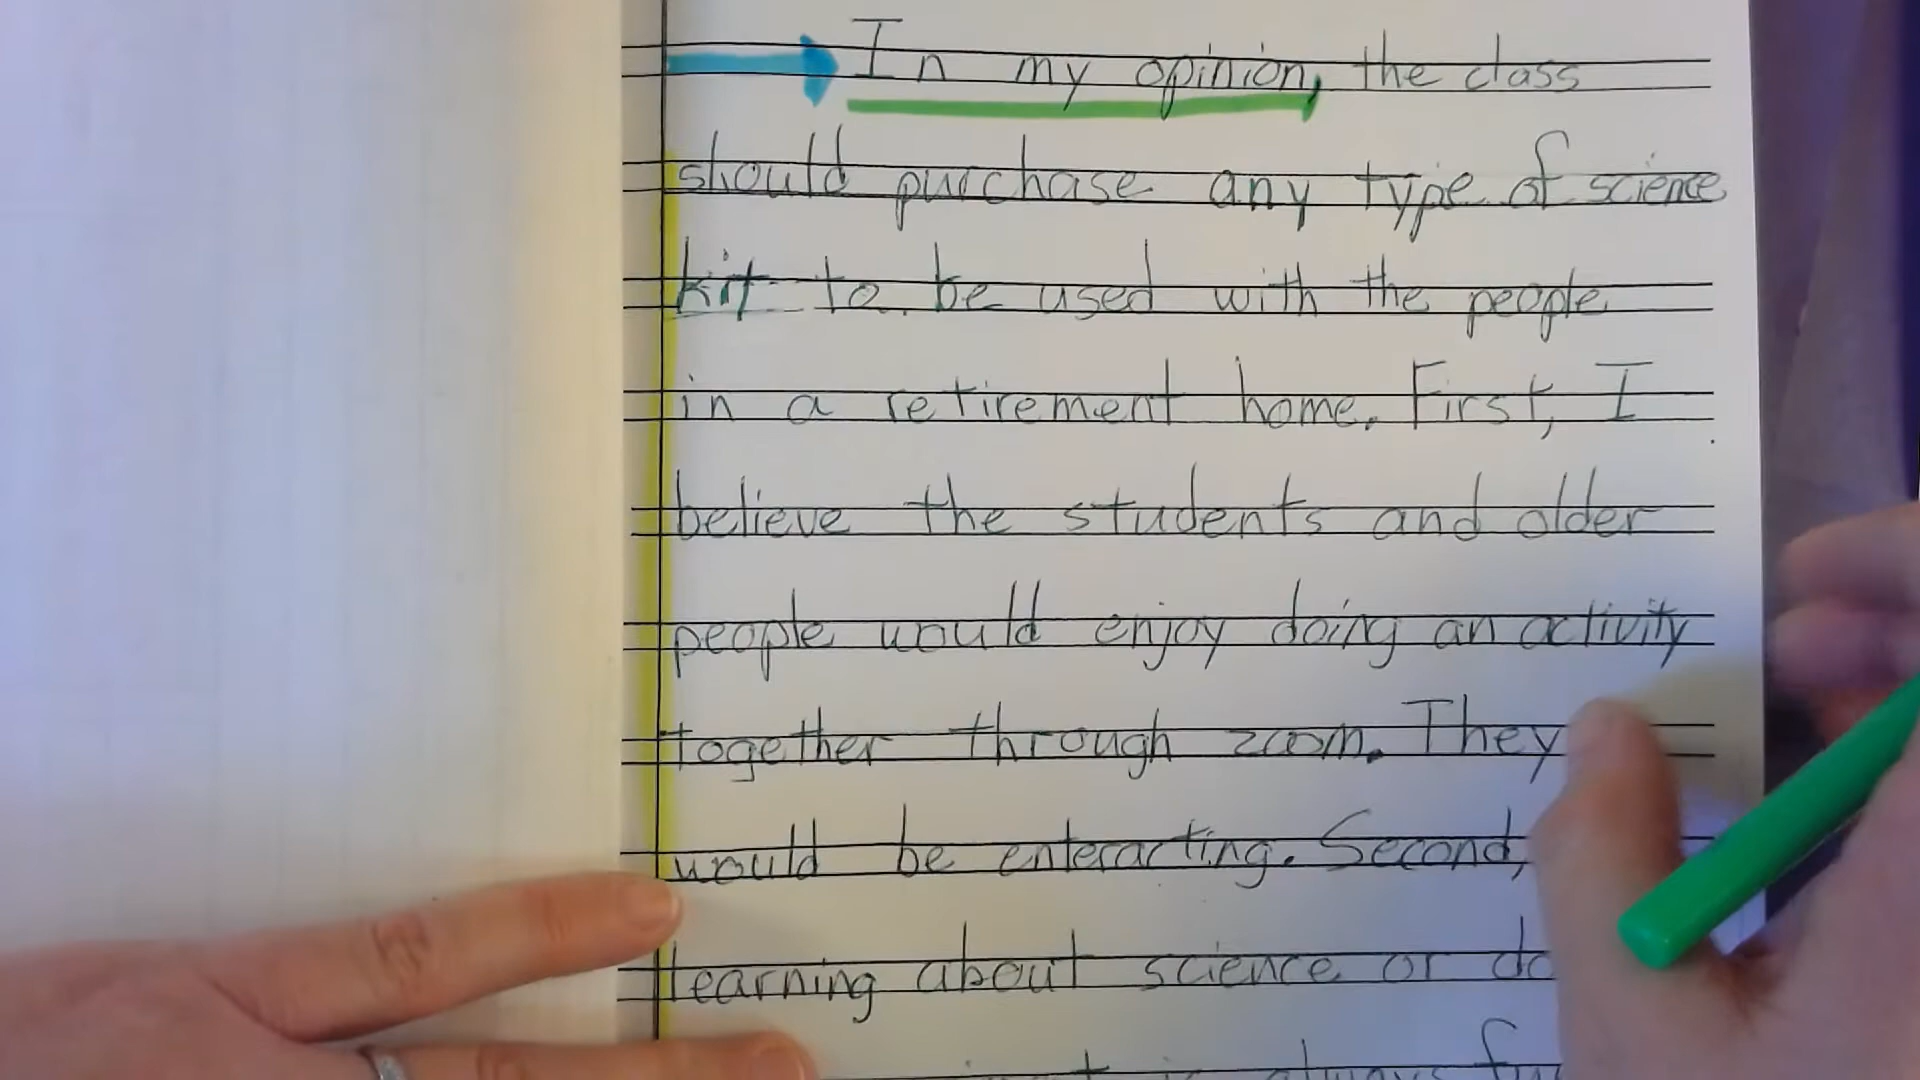 In my opinion, the class
should purchase any type of science
kit to be used with the people
in a retirement home. First, I
believe the students and older
people would enjoy doing an activity
together through zoom. They
would be enteracting. Second,
learning about science or
is always